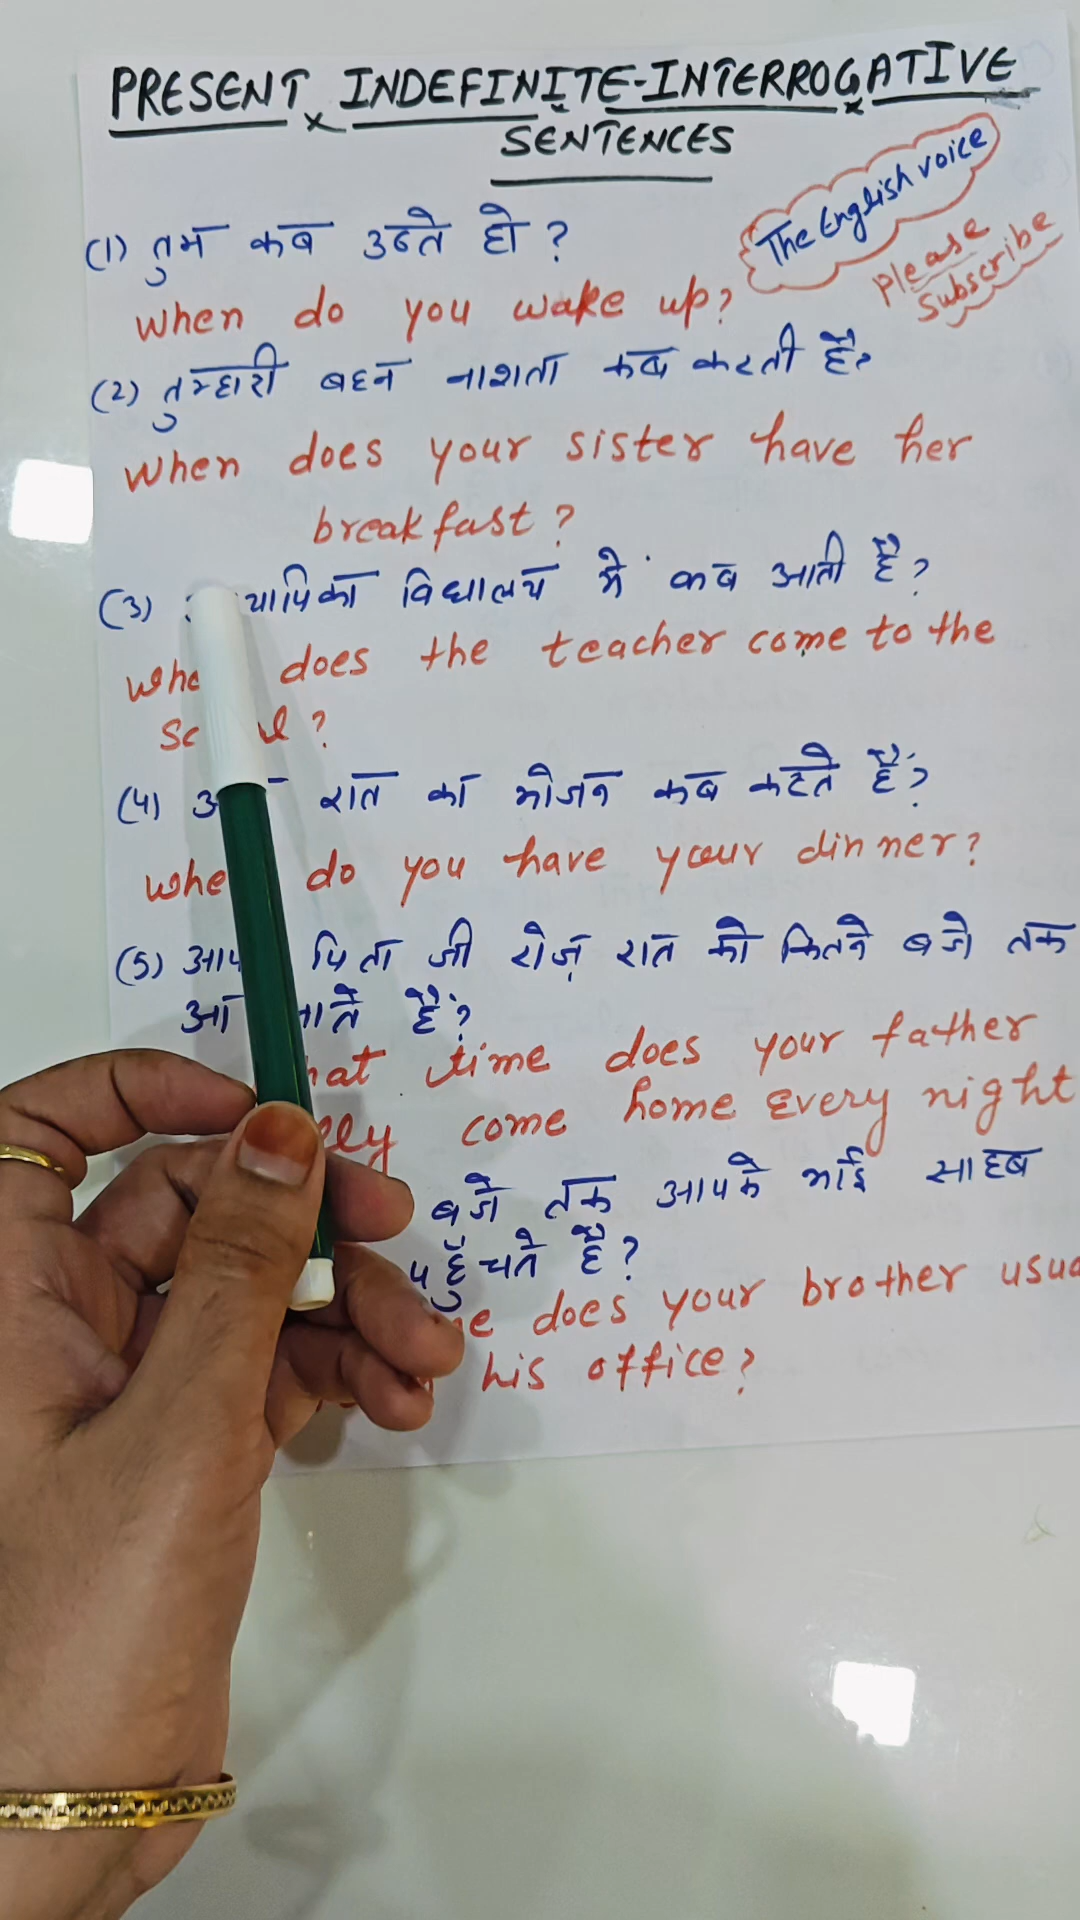 PRESENT INDEFINITE-INTERROGATIVE
SENTENCES
The English voice
Please
Subscribe
(1) तुम कब उठते हो ?
When do you wake up?
(2) तुम्हारी बहन नाशता कब करती है?
When does your sister have her
breakfast?
(3) विद्यालय में कब आती है?
does the teacher come to the
?
(4) रात का भोजन कब करते हैं?
do you have your dinner?
(5) पिता जी रोज़ रात को कितने बजे तक
हैं?
time does your father
come home every night
बजे तक आपके भाई साहब
पहुँचते हैं?
does your brother
his office?